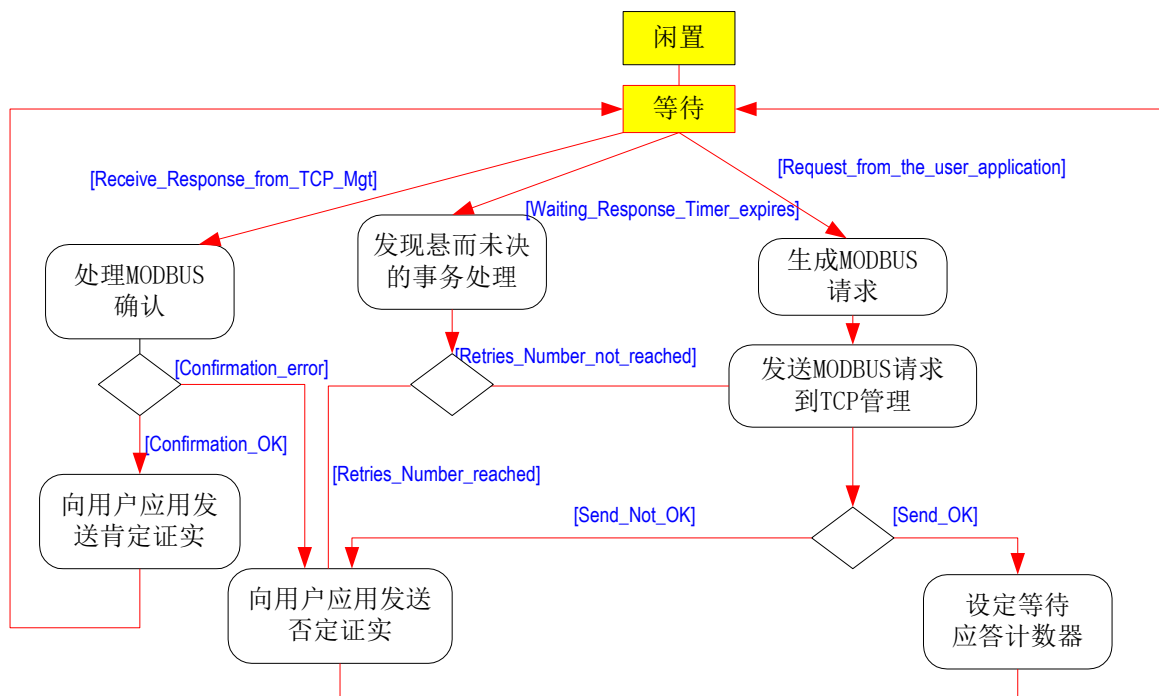 闲置
等待
[Receive_Response_from_TCP_Mgt]
[Request_from_the_user_application]
[Waiting_Response_Timer_expires]
处理MODBUS
确认
发现悬而未决
的事务处理
生成MODBUS
请求
[Confirmation_error]
[Retries_Number_not_reached]
发送MODBUS请求
到TCP管理
[Confirmation_OK]
[Retries_Number_reached]
向用户应用发
送肯定证实
[Send_Not_OK]
[Send_OK]
向用户应用发送
否定证实
设定等待
应答计数器